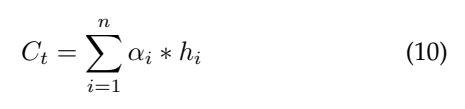 $C_t = \sum_{i=1}^{n} \alpha_i * h_i$ (10)